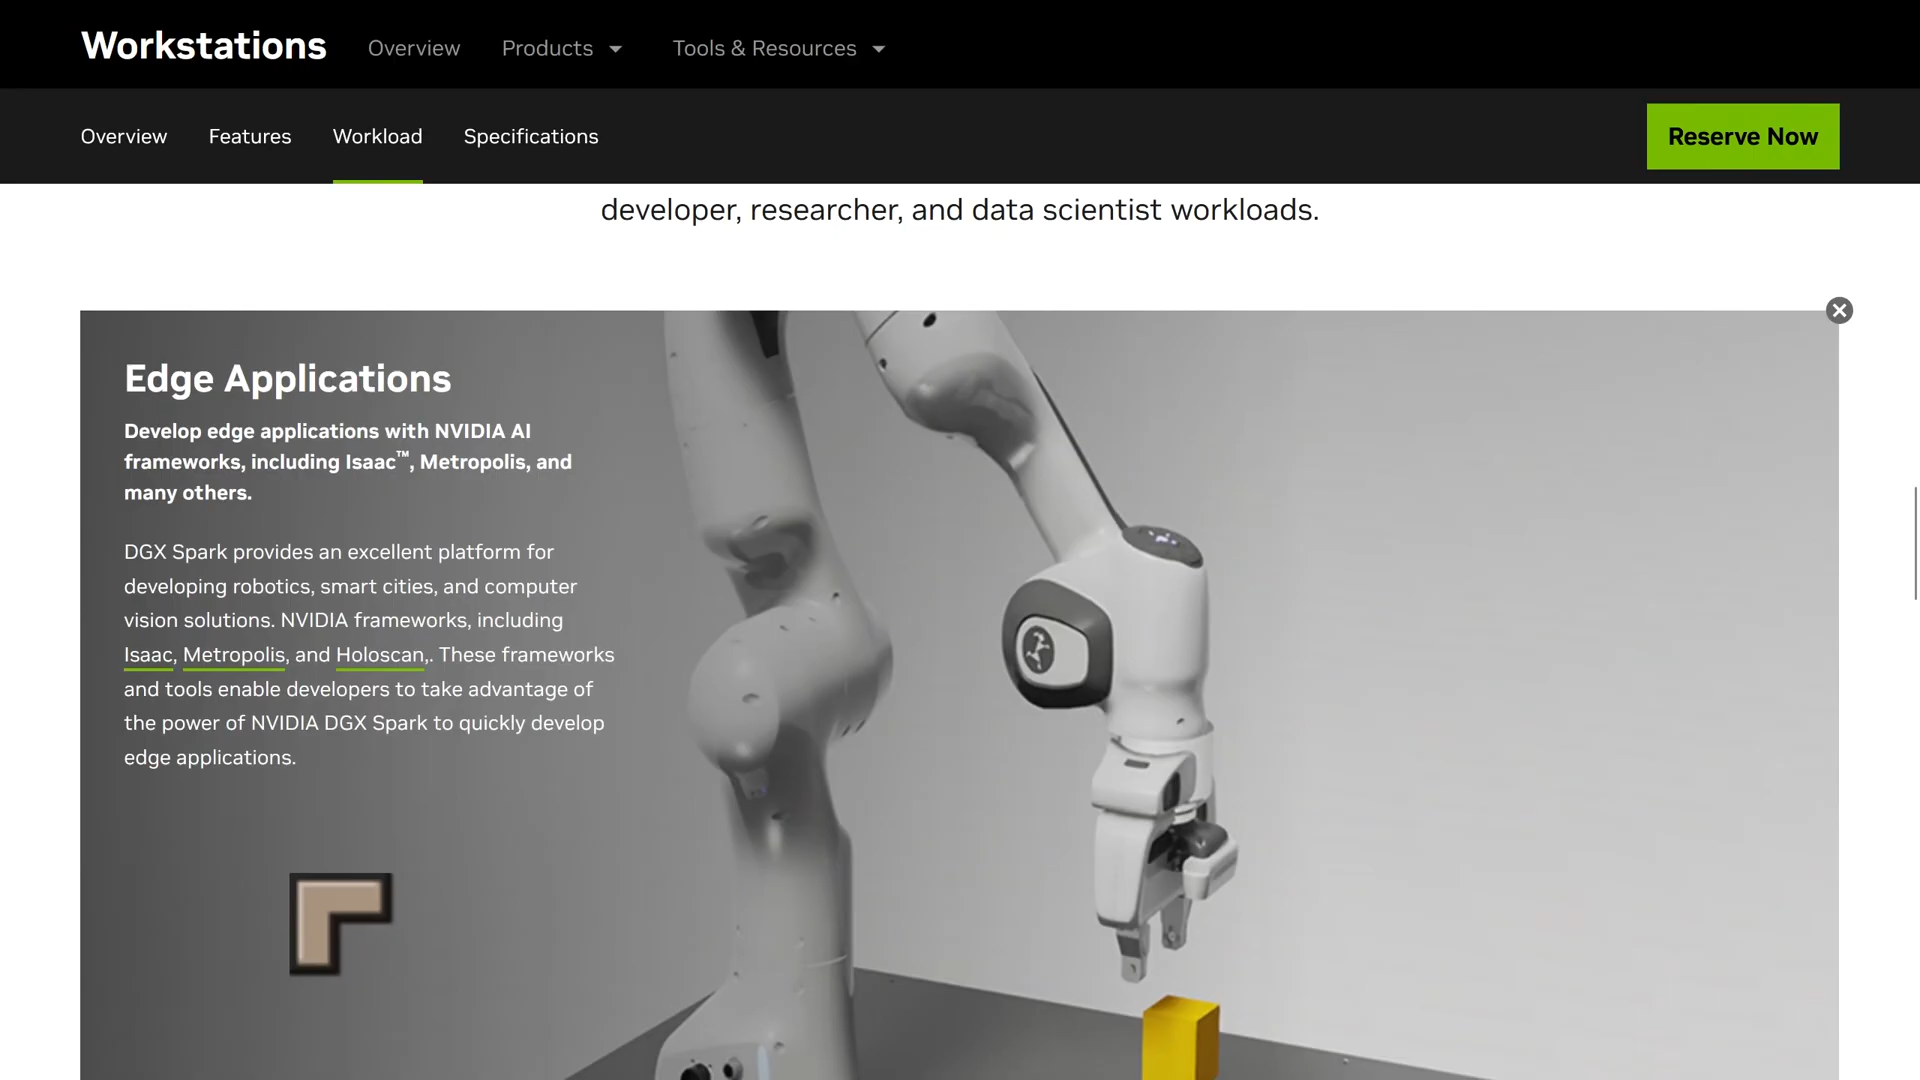 Workstations Overview Products Tools & Resources
Overview Features Workload Specifications Reserve Now
developer, researcher, and data scientist workloads.
Edge Applications
Develop edge applications with NVIDIA AI
frameworks, including Isaac™, Metropolis, and
many others.
DGX Spark provides an excellent platform for
developing robotics, smart cities, and computer
vision solutions. NVIDIA frameworks, including
Isaac, Metropolis, and Holoscan,. These frameworks
and tools enable developers to take advantage of
the power of NVIDIA DGX Spark to quickly develop
edge applications.